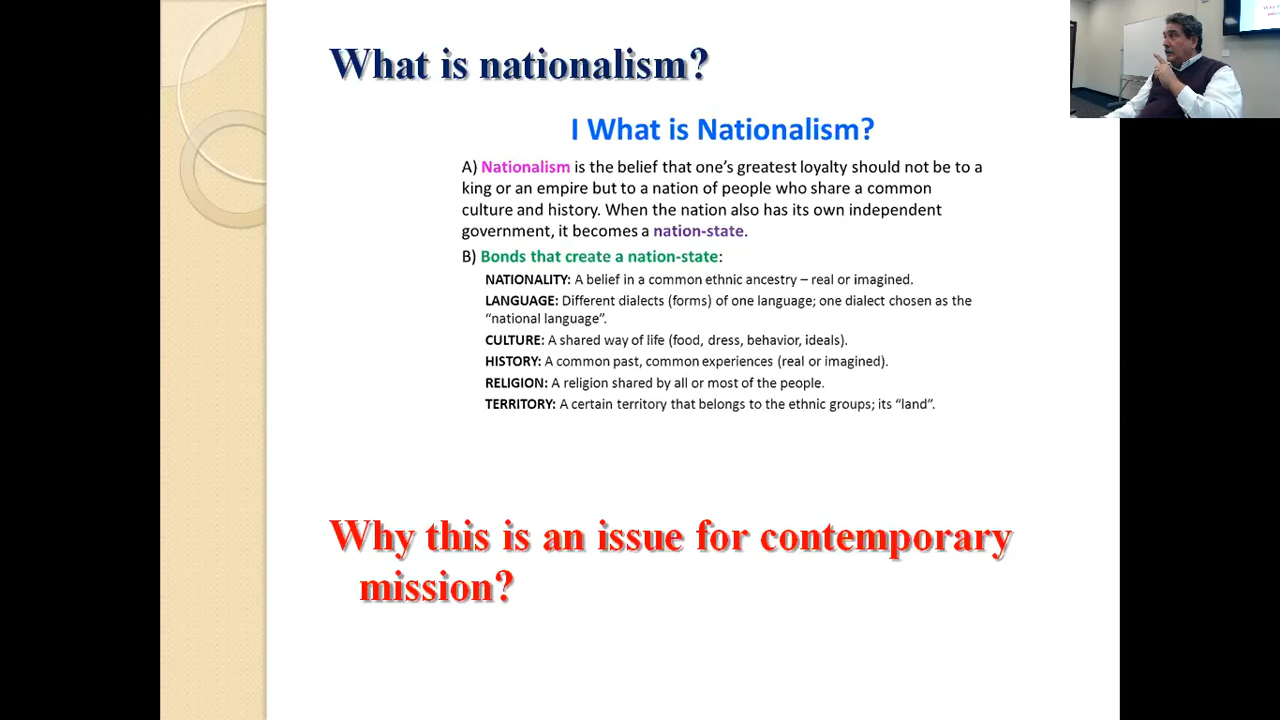 What is nationalism?
I What is Nationalism?
A) Nationalism is the belief that one's greatest loyalty should not be to a
king or an empire but to a nation of people who share a common
culture and history. When the nation also has its own independent
government, it becomes a nation-state.
B) Bonds that create a nation-state:
NATIONALITY: A belief in a common ethnic ancestry – real or imagined.
LANGUAGE: Different dialects (forms) of one language; one dialect chosen as the
“national language”.
CULTURE: A shared way of life (food, dress, behavior, ideals).
HISTORY: A common past, common experiences (real or imagined).
RELIGION: A religion shared by all or most of the people.
TERRITORY: A certain territory that belongs to the ethnic groups; its “land”.
Why this is an issue for contemporary
mission?